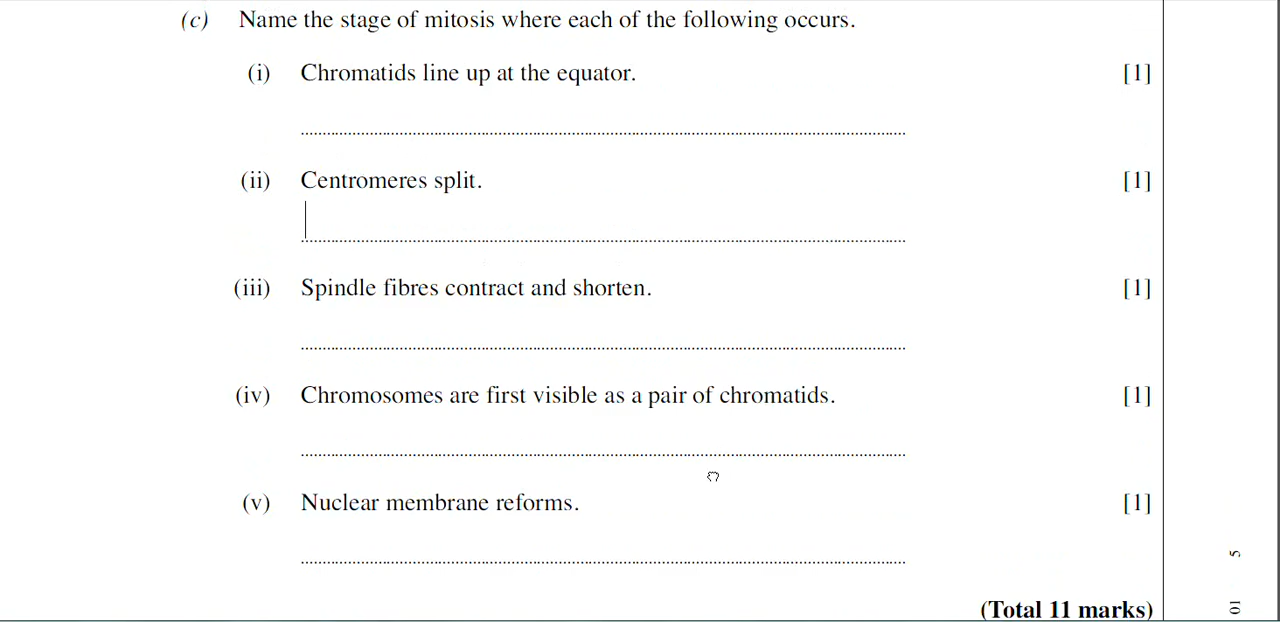 (c) Name the stage of mitosis where each of the following occurs.
(i) Chromatids line up at the equator. [1]
(ii) Centromeres split. [1]
(iii) Spindle fibres contract and shorten. [1]
(iv) Chromosomes are first visible as a pair of chromatids. [1]
(v) Nuclear membrane reforms. [1]
(Total 11 marks)
5
10